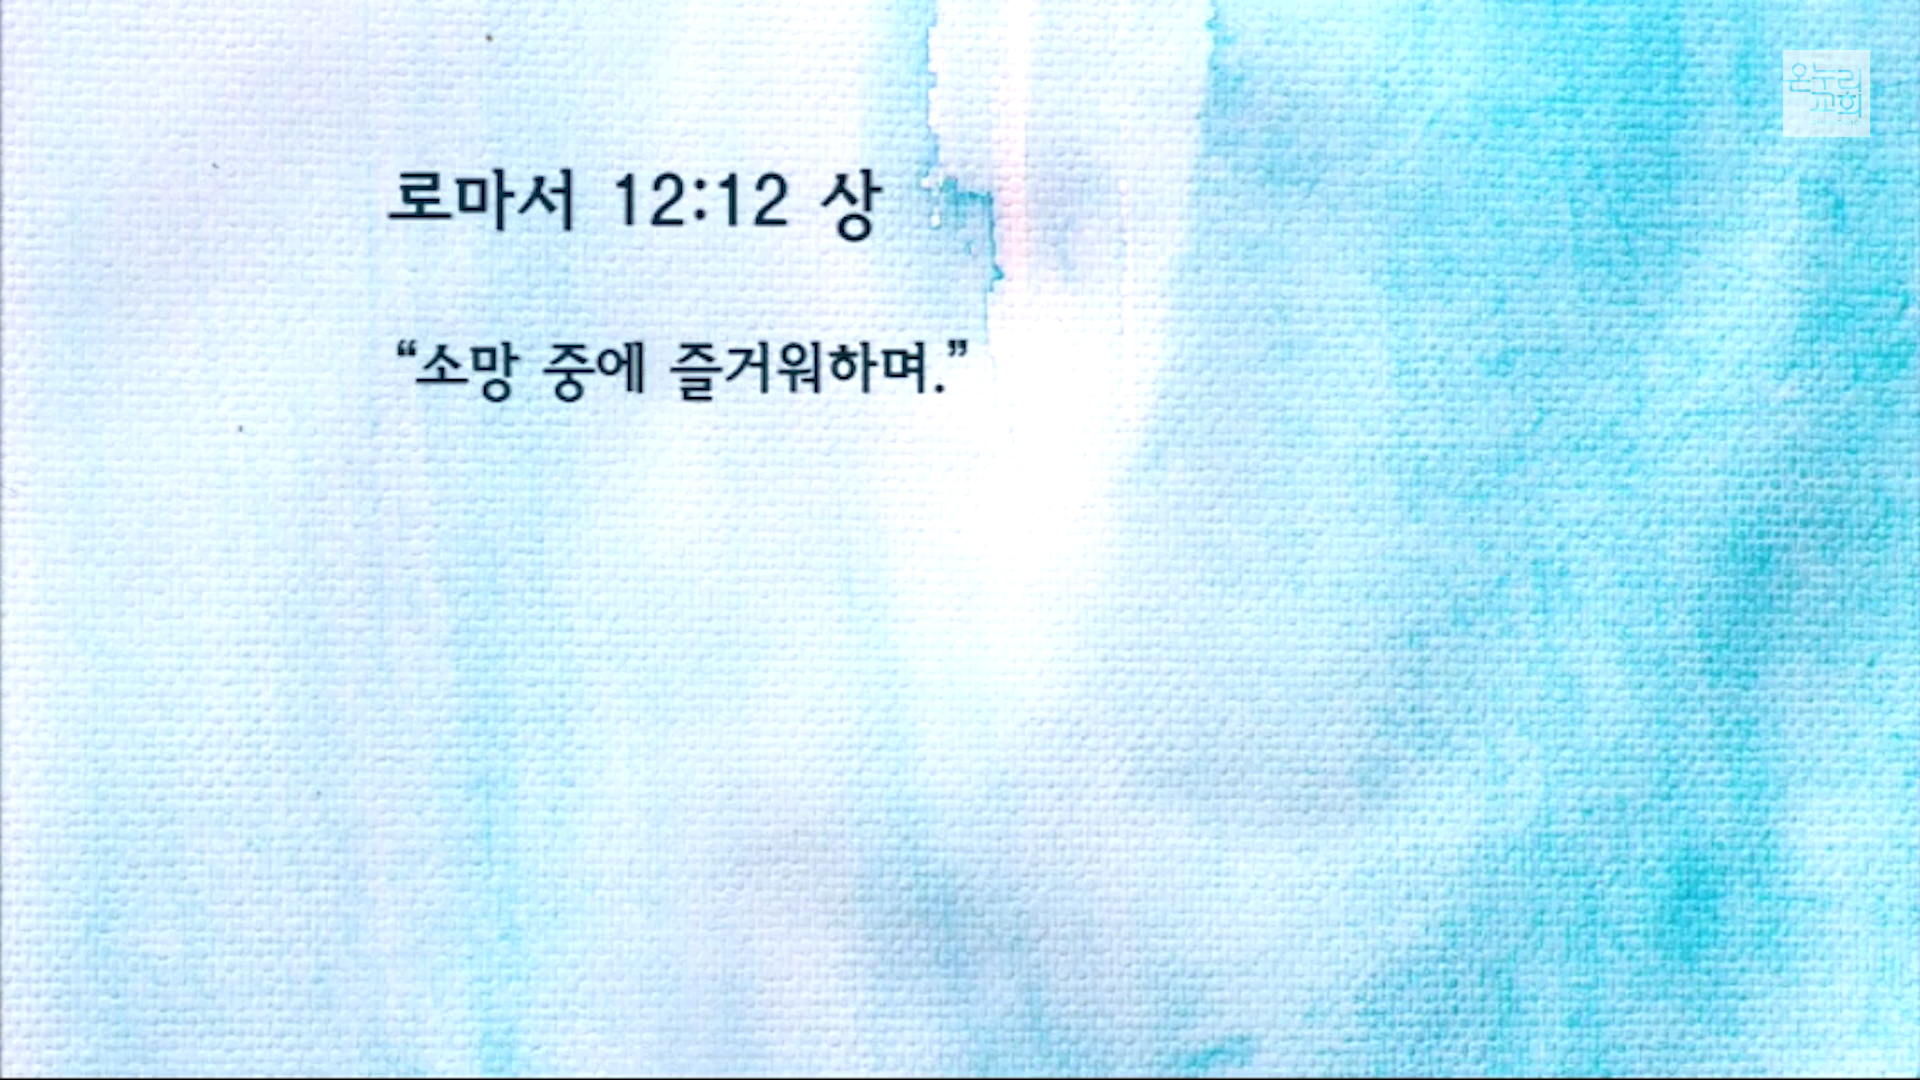 온누리
교회
로마서 12:12 상
“소망 중에 즐거워하며.”